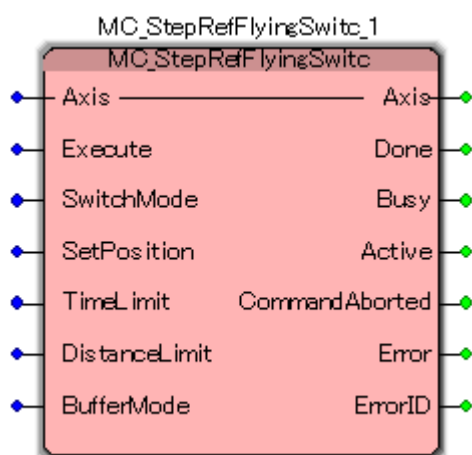 MC_StepRefFlyingSwitc_1
MC_StepRefFlyingSwitc
Axis Axis
Execute Done
SwitchMode Busy
SetPosition Active
TimeLimit CommandAborted
DistanceLimit Error
BufferMode ErrorID